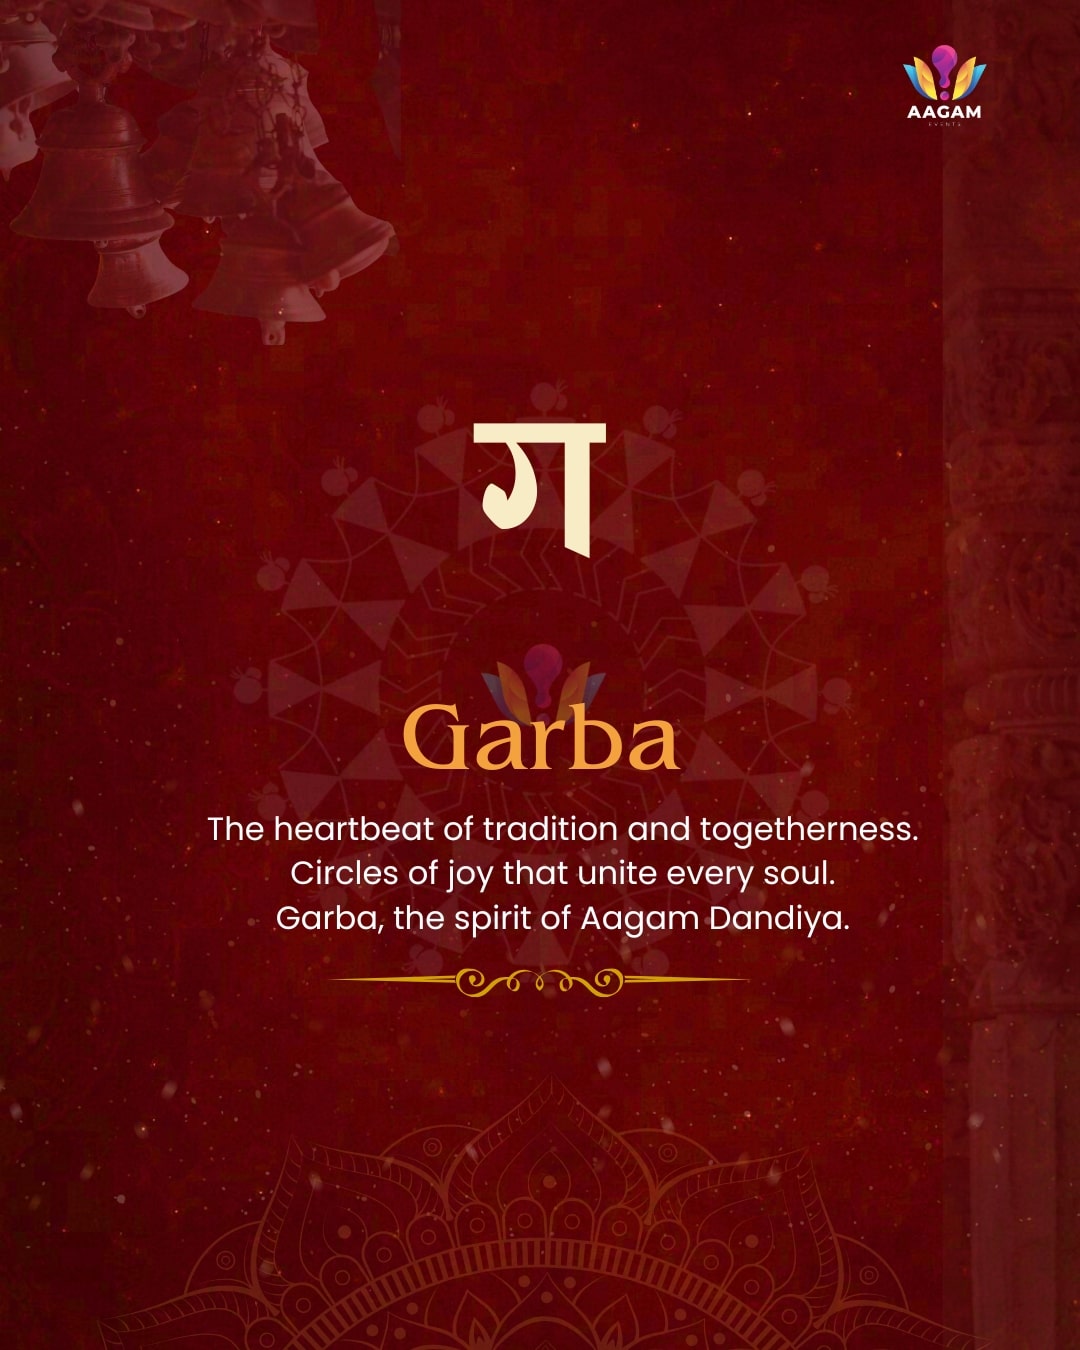 AAGAM
EVENTS
ग
Garba
The heartbeat of tradition and togetherness.
Circles of joy that unite every soul.
Garba, the spirit of Aagam Dandiya.